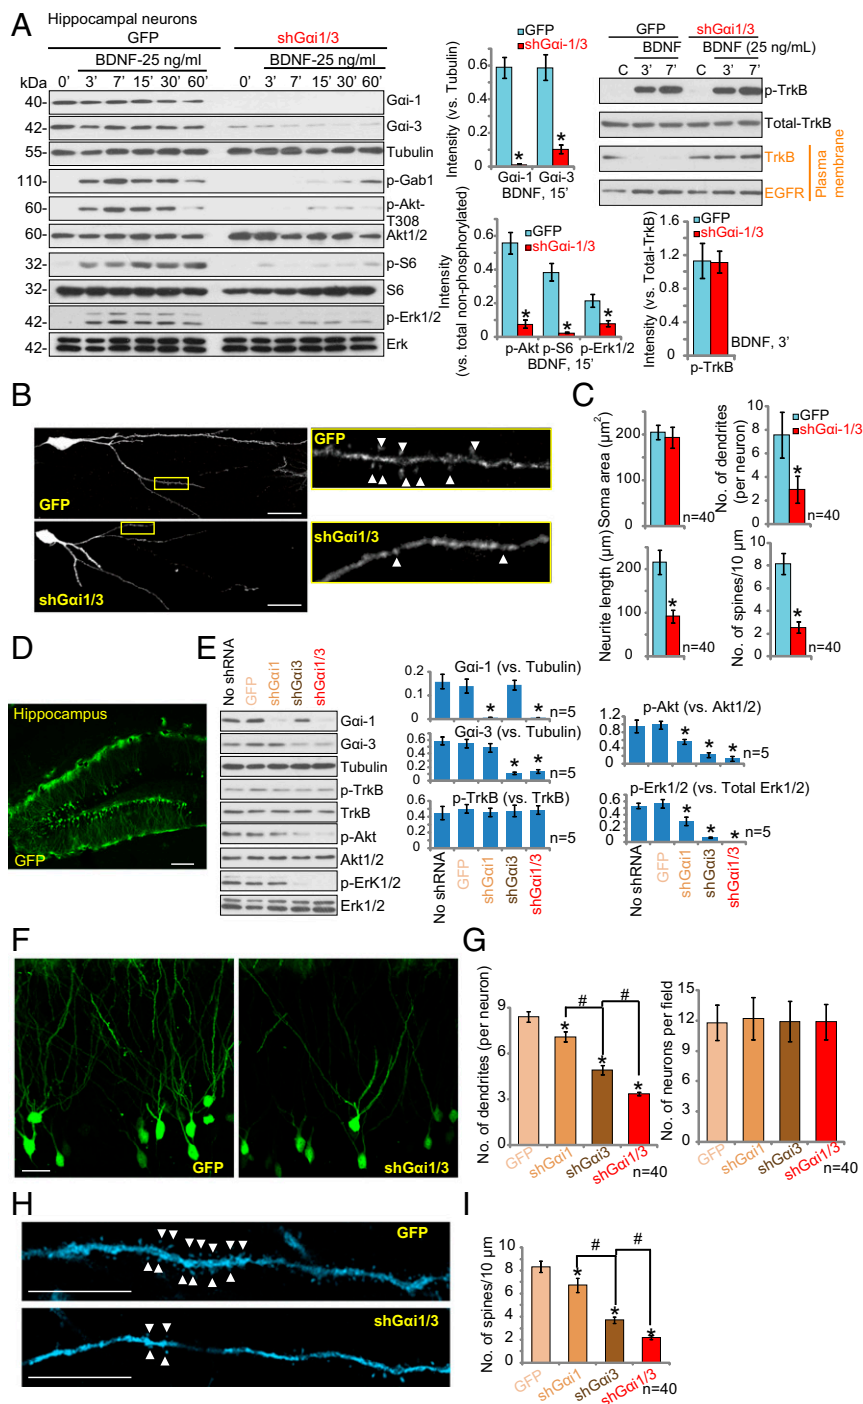 A
Hippocampal neurons
GFP
shGαi1/3
BDNF-25 ng/ml
BDNF-25 ng/ml
kDa
0' 3' 7' 15' 30' 60'
0' 3' 7' 15' 30' 60'
40- Gαi-1
42- Gαi-3
55- Tubulin
110- p-Gab1
60- p-Akt-T308
60- Akt1/2
32- p-S6
32- S6
42- p-Erk1/2
42- Erk
GFP
shGαi-1/3
Intensity (vs. Tubulin)
0.6
0.4
0.2
0
*
*
Gαi-1 Gαi-3
BDNF, 15'
GFP
shGαi1/3
BDNF
BDNF (25 ng/mL)
C 3' 7' C 3' 7'
p-TrkB
Total-TrkB
TrkB
EGFR
Plasma membrane
GFP
shGαi-1/3
Intensity
(vs. total non-phosphorylated)
0.6
0.4
0.2
0
*
*
*
p-Akt p-S6 p-Erk1/2
BDNF, 15'
GFP
shGαi-1/3
Intensity (vs. Total-TrkB)
1.6
1.2
0.8
0.4
0
BDNF, 3'
p-TrkB
B
GFP
GFP
shGαi1/3
shGαi1/3
C
Soma area (µm²)
200
100
0
n=40
GFP
shGαi-1/3
No. of dendrites
(per neuron)
10
8
6
4
2
0
*
n=40
Neurite length (µm)
200
100
0
*
n=40
No. of spines/10 µm
10
8
6
4
2
0
*
n=40
D
Hippocampus
GFP
E
No shRNA
GFP
shGαi1
shGαi3
shGαi1/3
Gαi-1
Gαi-3
Tubulin
p-TrkB
TrkB
p-Akt
Akt1/2
p-ErK1/2
Erk1/2
Gαi-1 (vs. Tubulin)
0.2
0.1
0
*
*
n=5
Gαi-3 (vs. Tubulin)
0.6
0.4
0.2
0
*
*
n=5
p-TrkB (vs. TrkB)
0.6
0.4
0.2
0
n=5
No shRNA
GFP
shGαi1
shGαi3
shGαi1/3
p-Akt (vs. Akt1/2)
1.2
0.8
0.4
0
*
*
*
n=5
p-Erk1/2 (vs. Total Erk1/2)
0.6
0.4
0.2
0
*
*
*
n=5
No shRNA
GFP
shGαi1
shGαi3
shGαi1/3
F
GFP
shGαi1/3
G
No. of dendrites (per neuron)
9
6
3
0
*
*
*
#
#
GFP
shGαi1
shGαi3
shGαi1/3
n=40
No. of neurons per field
15
12
9
6
3
0
GFP
shGαi1
shGαi3
shGαi1/3
n=40
H
GFP
shGαi1/3
I
No. of spines/10 µm
10
8
6
4
2
0
*
*
*
#
#
GFP
shGαi1
shGαi3
shGαi1/3
n=40